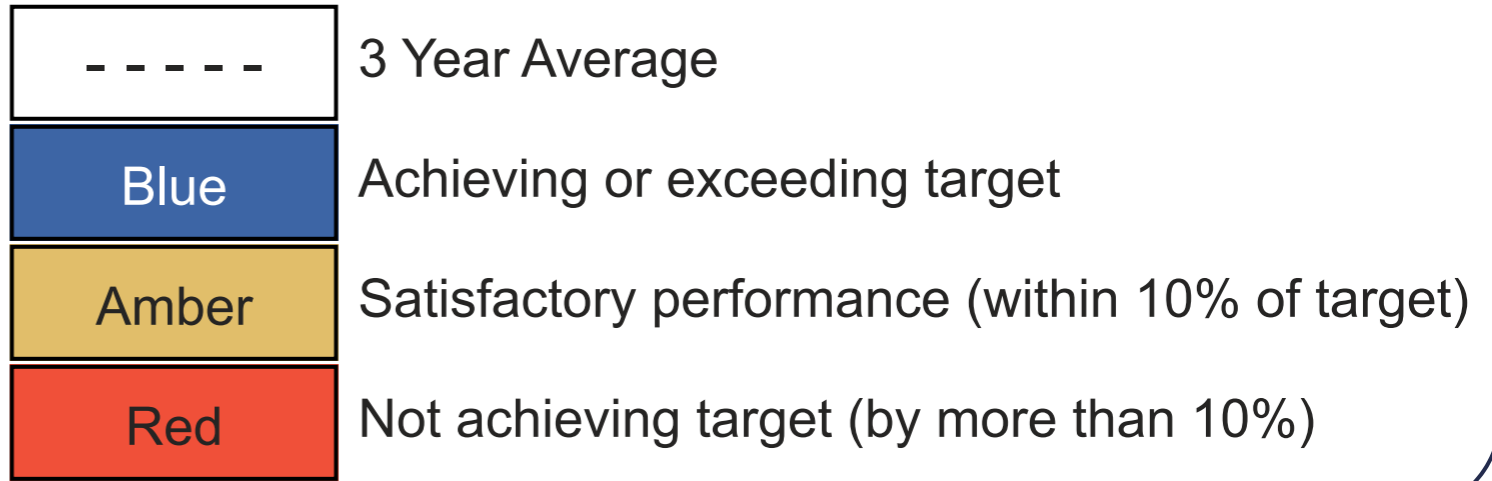 - - - - - 3 Year Average
Blue Achieving or exceeding target
Amber Satisfactory performance (within 10% of target)
Red Not achieving target (by more than 10%)